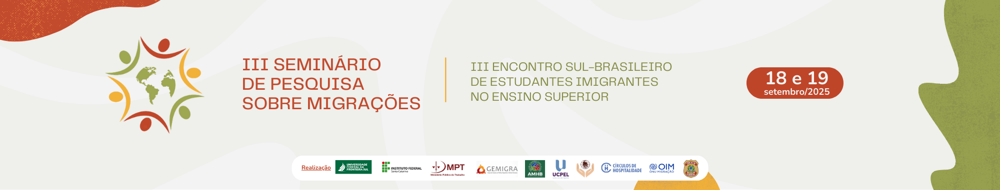 III SEMINÁRIO
DE PESQUISA
SOBRE MIGRAÇÕES
III ENCONTRO SUL-BRASILEIRO
DE ESTUDANTES IMIGRANTES
NO ENSINO SUPERIOR
18 e 19
setembro/2025
Realização
UNIVERSIDADE
FEDERAL DA
FRONTEIRA SUL
INSTITUTO FEDERAL
Santa Catarina
MPT
Ministério Público do Trabalho
GEMIGRA
AMHB
UCPEL
CÍRCULOS DE
HOSPITALIDADE
OIM
ONU MIGRAÇÃO
POLÍCIA
FEDERAL